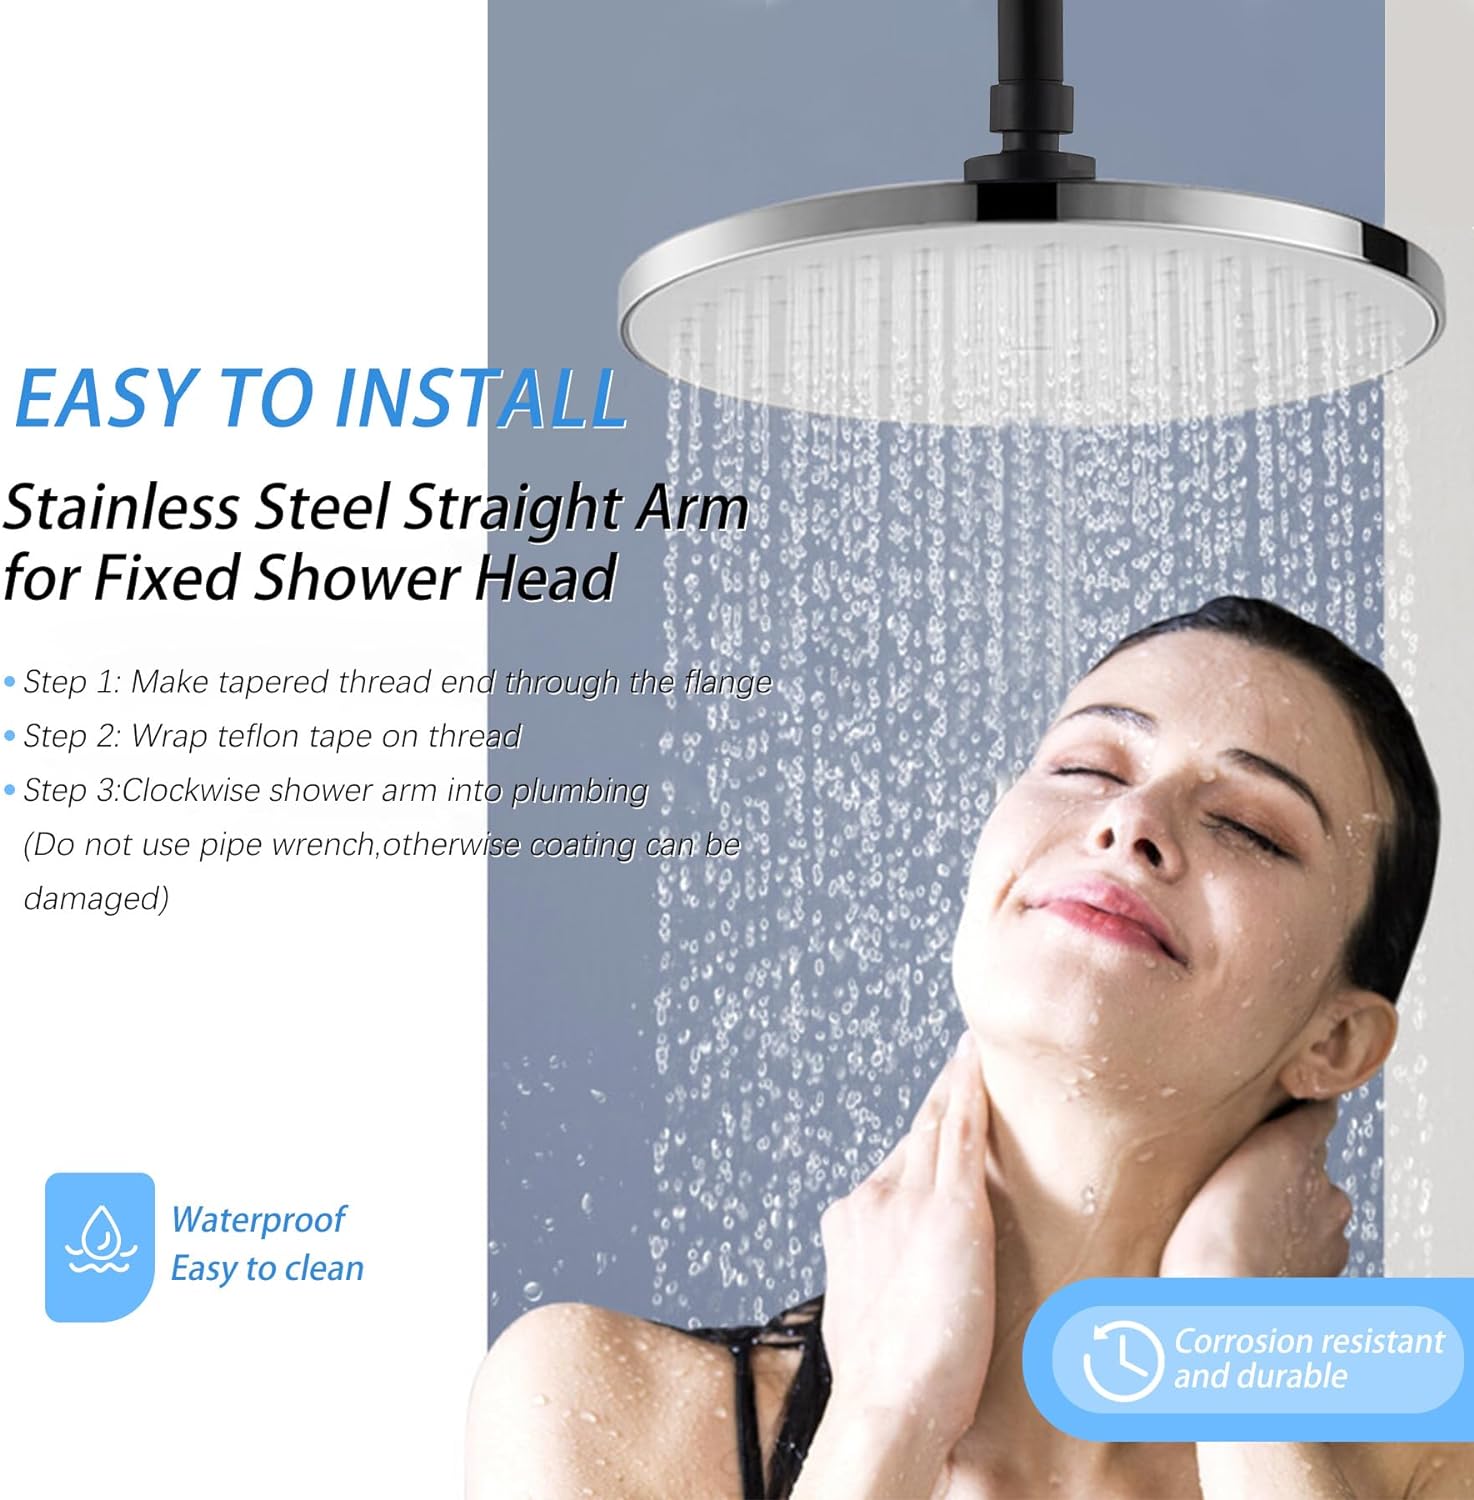 EASY TO INSTALL
Stainless Steel Straight Arm
for Fixed Shower Head
• Step 1: Make tapered thread end through the flange
• Step 2: Wrap teflon tape on thread
• Step 3:Clockwise shower arm into plumbing
(Do not use pipe wrench,otherwise coating can be
damaged)
Waterproof
Easy to clean
Corrosion resistant
and durable